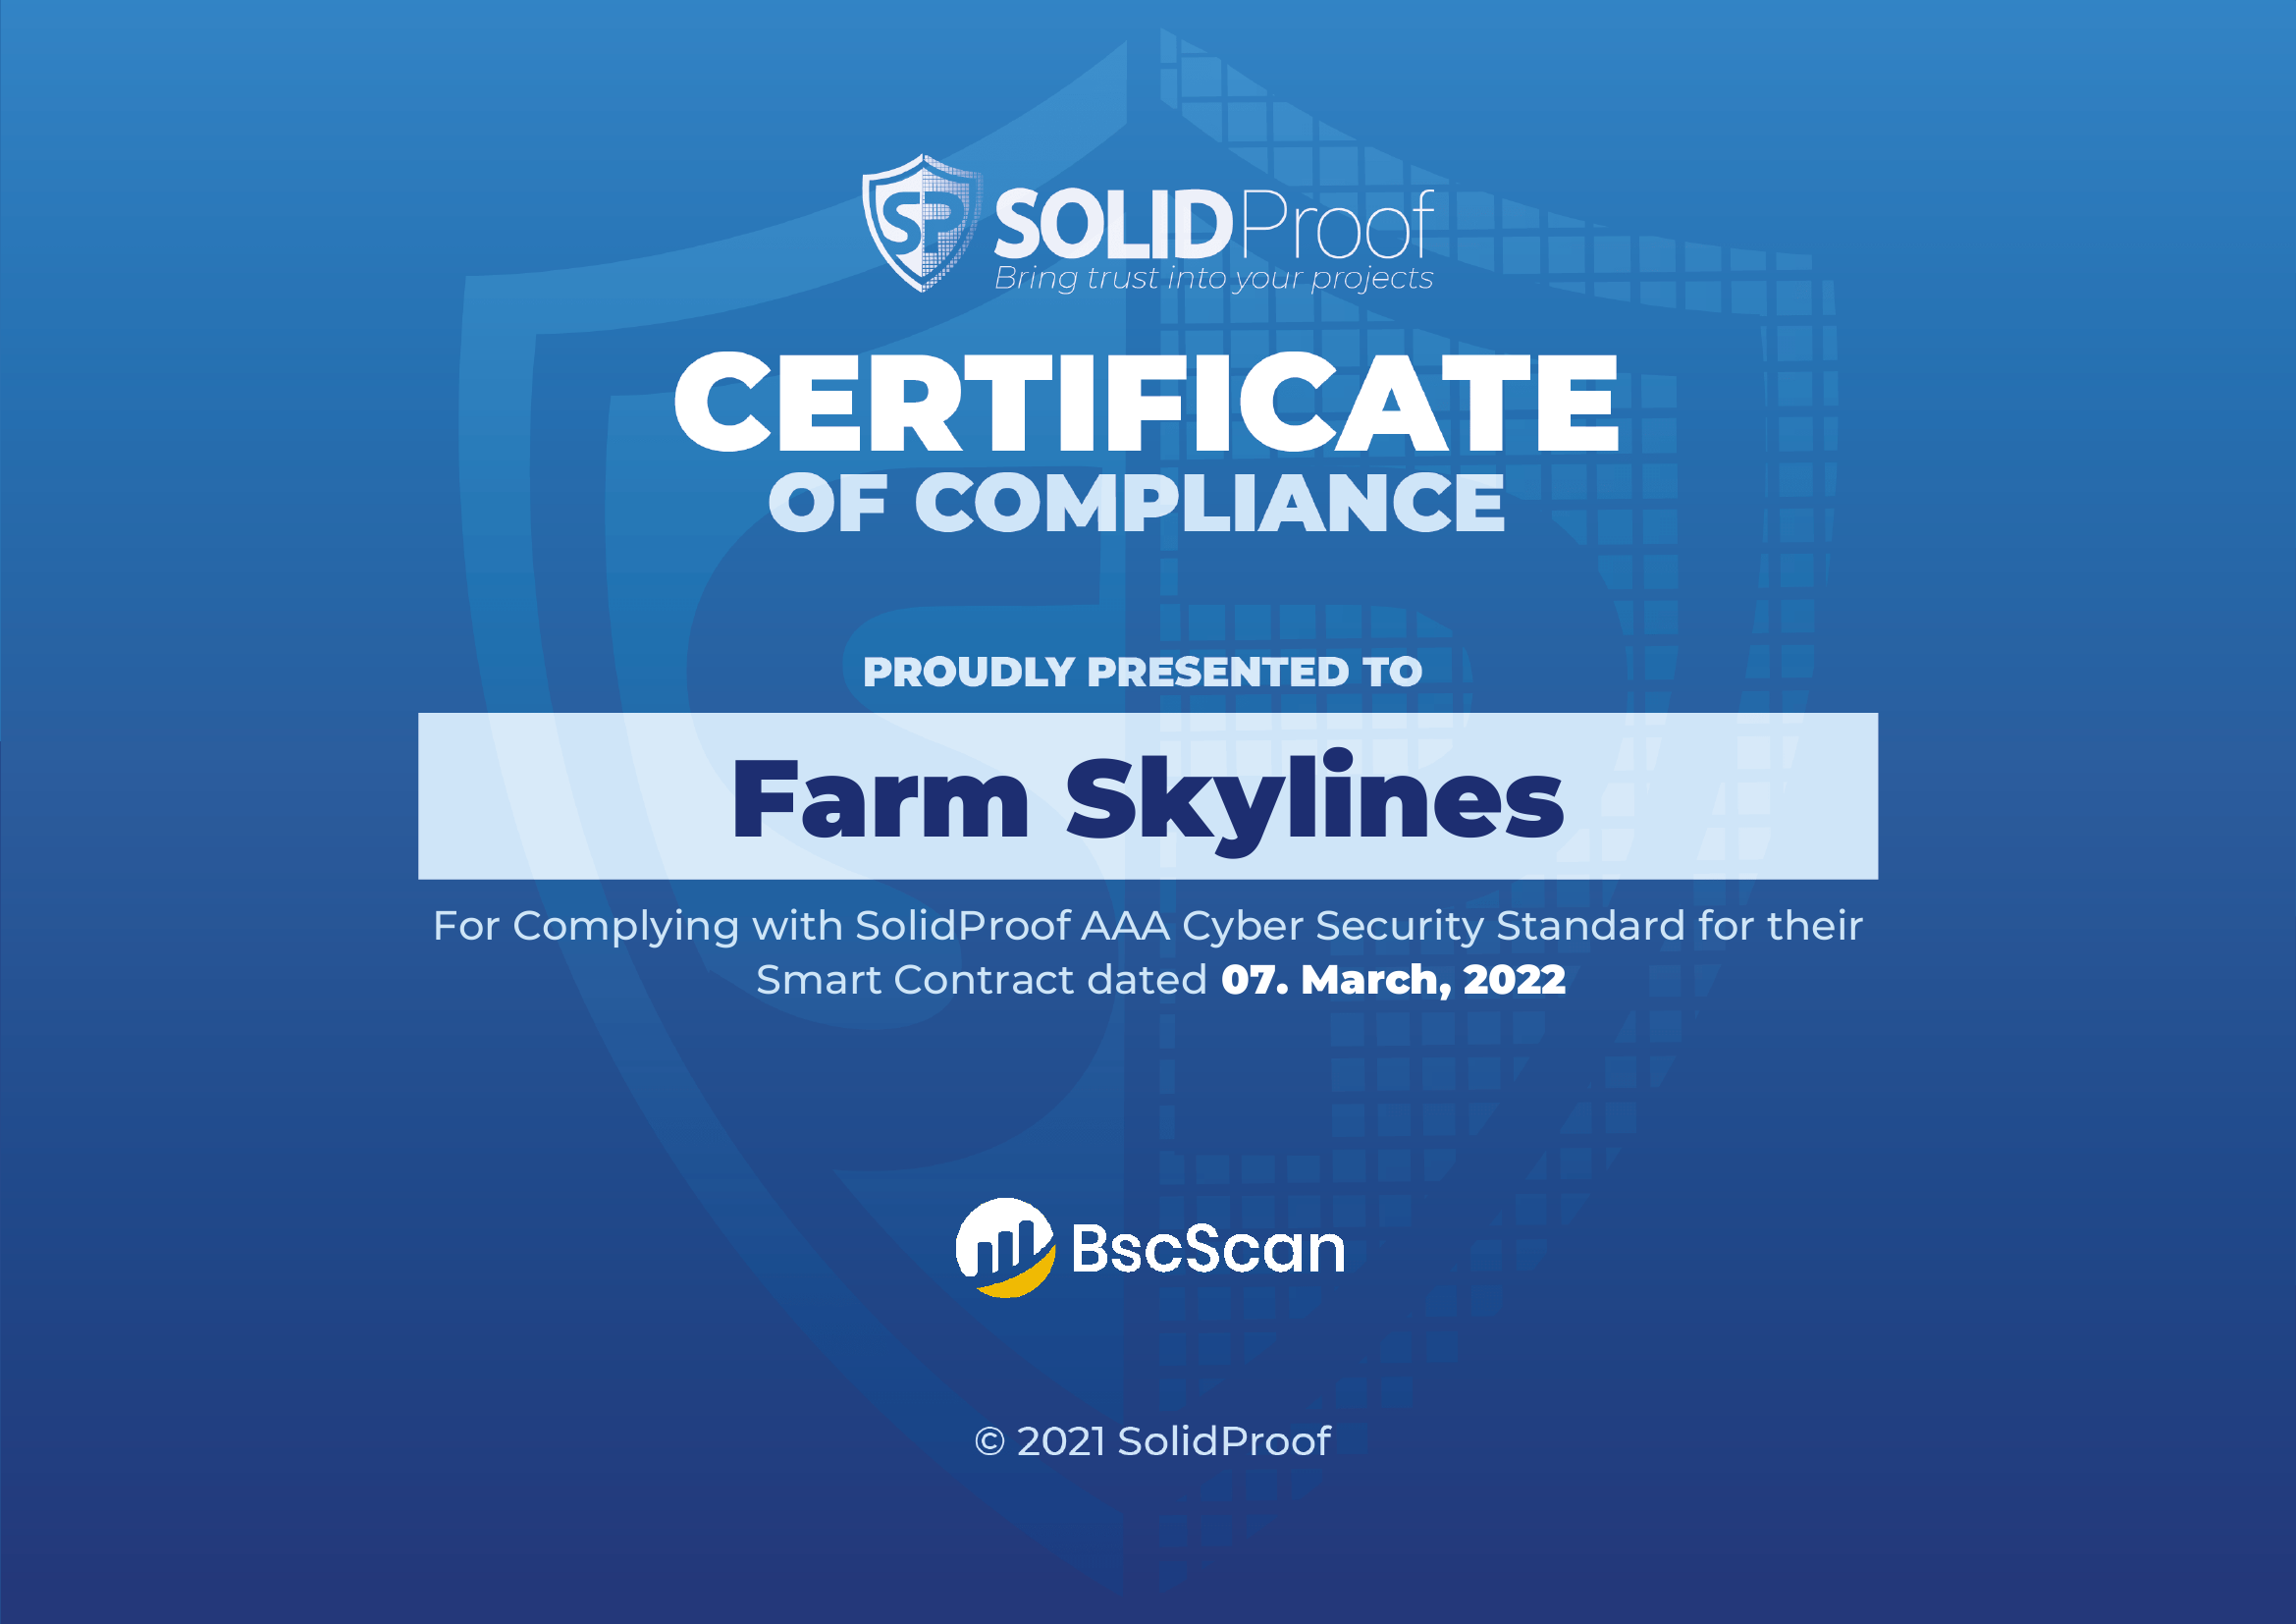 SP SOLIDProof
Bring trust into your projects
CERTIFICATE
OF COMPLIANCE
PROUDLY PRESENTED TO
Farm Skylines
For Complying with SolidProof AAA Cyber Security Standard for their
Smart Contract dated 07. March, 2022
BscScan
© 2021 SolidProof